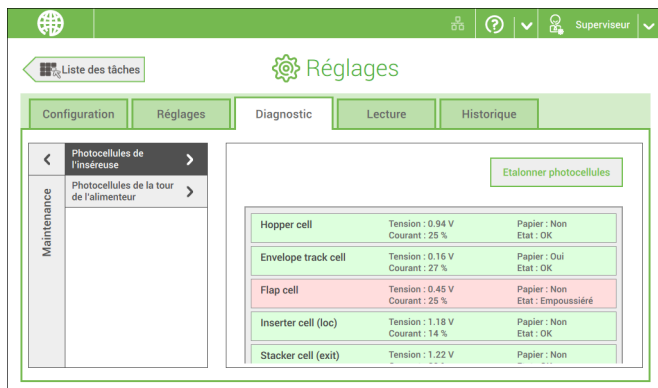 Superviseur
Liste des tâches
Réglages
Configuration
Réglages
Diagnostic
Lecture
Historique
Maintenance
Photocellules de
l'inséreuse
Photocellules de la tour
de l'alimenteur
Etalonner photocellules
Hopper cell
Tension : 0.94 V
Papier : Non
Courant : 25 %
Etat : OK
Envelope track cell
Tension : 0.16 V
Papier : Oui
Courant : 27 %
Etat : OK
Flap cell
Tension : 0.45 V
Papier : Non
Courant : 25 %
Etat : Empoussiéré
Inserter cell (loc)
Tension : 1.18 V
Papier : Non
Courant : 14 %
Etat : OK
Stacker cell (exit)
Tension : 1.22 V
Papier : Non